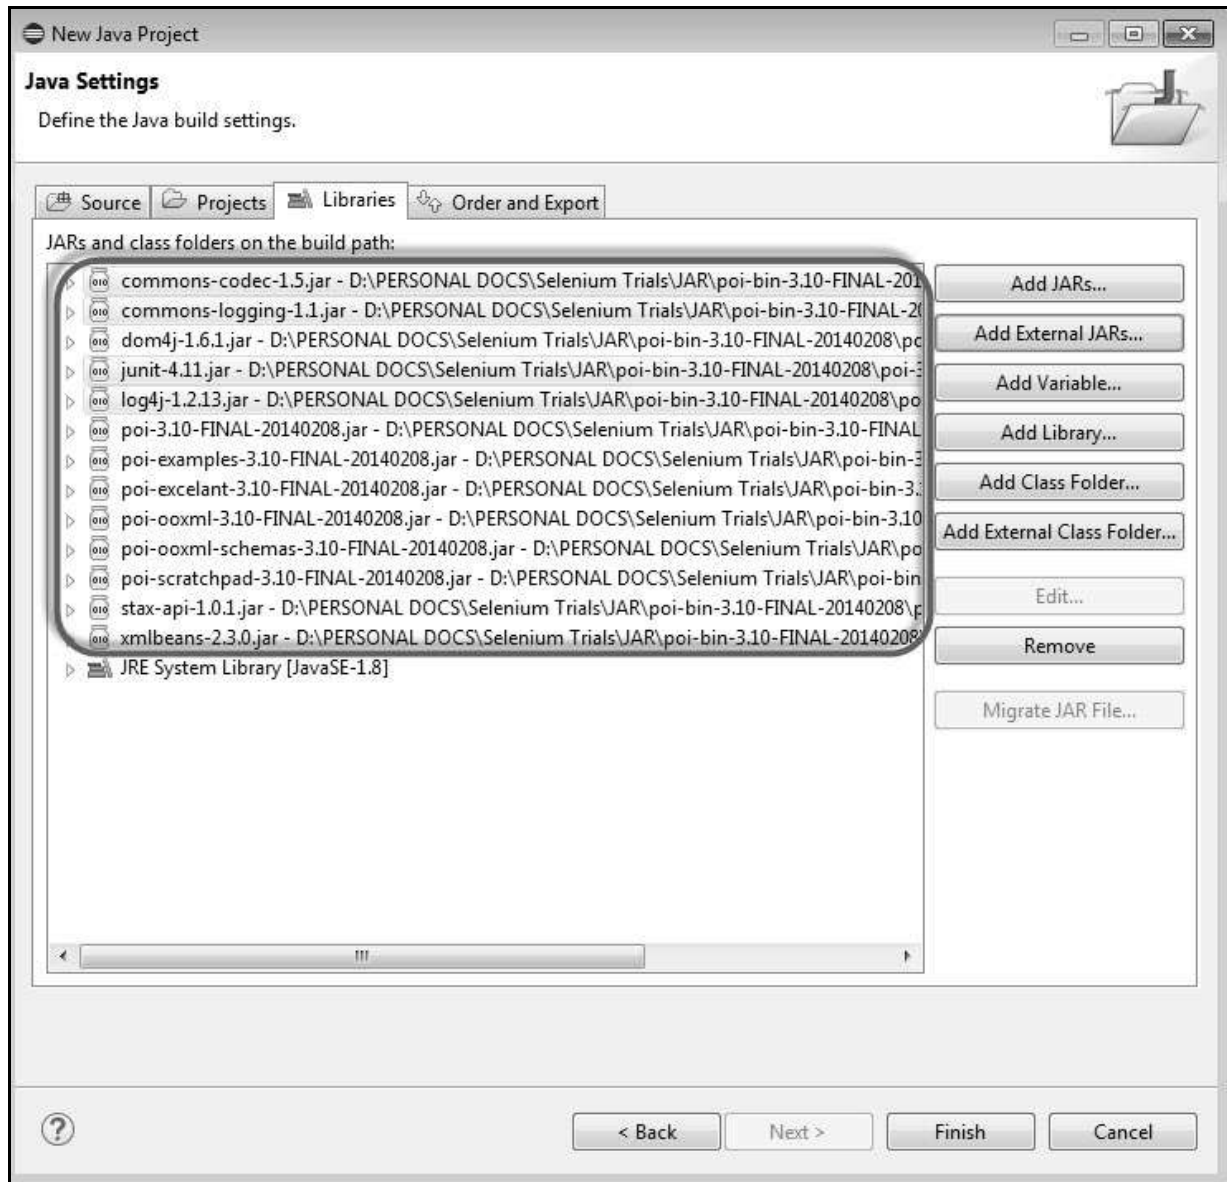 New Java Project
Java Settings
Define the Java build settings.
Source Projects Libraries Order and Export
JARs and class folders on the build path:
commons-codec-1.5.jar - D:\PERSONAL DOCS\Selenium Trials\JAR\poi-bin-3.10-FINAL-201
commons-logging-1.1.jar - D:\PERSONAL DOCS\Selenium Trials\JAR\poi-bin-3.10-FINAL-20
dom4j-1.6.1.jar - D:\PERSONAL DOCS\Selenium Trials\JAR\poi-bin-3.10-FINAL-20140208\po
junit-4.11.jar - D:\PERSONAL DOCS\Selenium Trials\JAR\poi-bin-3.10-FINAL-20140208\poi-3
log4j-1.2.13.jar - D:\PERSONAL DOCS\Selenium Trials\JAR\poi-bin-3.10-FINAL-20140208\po
poi-3.10-FINAL-20140208.jar - D:\PERSONAL DOCS\Selenium Trials\JAR\poi-bin-3.10-FINAL
poi-examples-3.10-FINAL-20140208.jar - D:\PERSONAL DOCS\Selenium Trials\JAR\poi-bin-3
poi-excelant-3.10-FINAL-20140208.jar - D:\PERSONAL DOCS\Selenium Trials\JAR\poi-bin-3.
poi-ooxml-3.10-FINAL-20140208.jar - D:\PERSONAL DOCS\Selenium Trials\JAR\poi-bin-3.10
poi-ooxml-schemas-3.10-FINAL-20140208.jar - D:\PERSONAL DOCS\Selenium Trials\JAR\po
poi-scratchpad-3.10-FINAL-20140208.jar - D:\PERSONAL DOCS\Selenium Trials\JAR\poi-bin
stax-api-1.0.1.jar - D:\PERSONAL DOCS\Selenium Trials\JAR\poi-bin-3.10-FINAL-20140208\p
xmlbeans-2.3.0.jar - D:\PERSONAL DOCS\Selenium Trials\JAR\poi-bin-3.10-FINAL-20140208
JRE System Library [JavaSE-1.8]
Add JARs...
Add External JARs...
Add Variable...
Add Library...
Add Class Folder...
Add External Class Folder...
Edit...
Remove
Migrate JAR File...
< Back Next > Finish Cancel